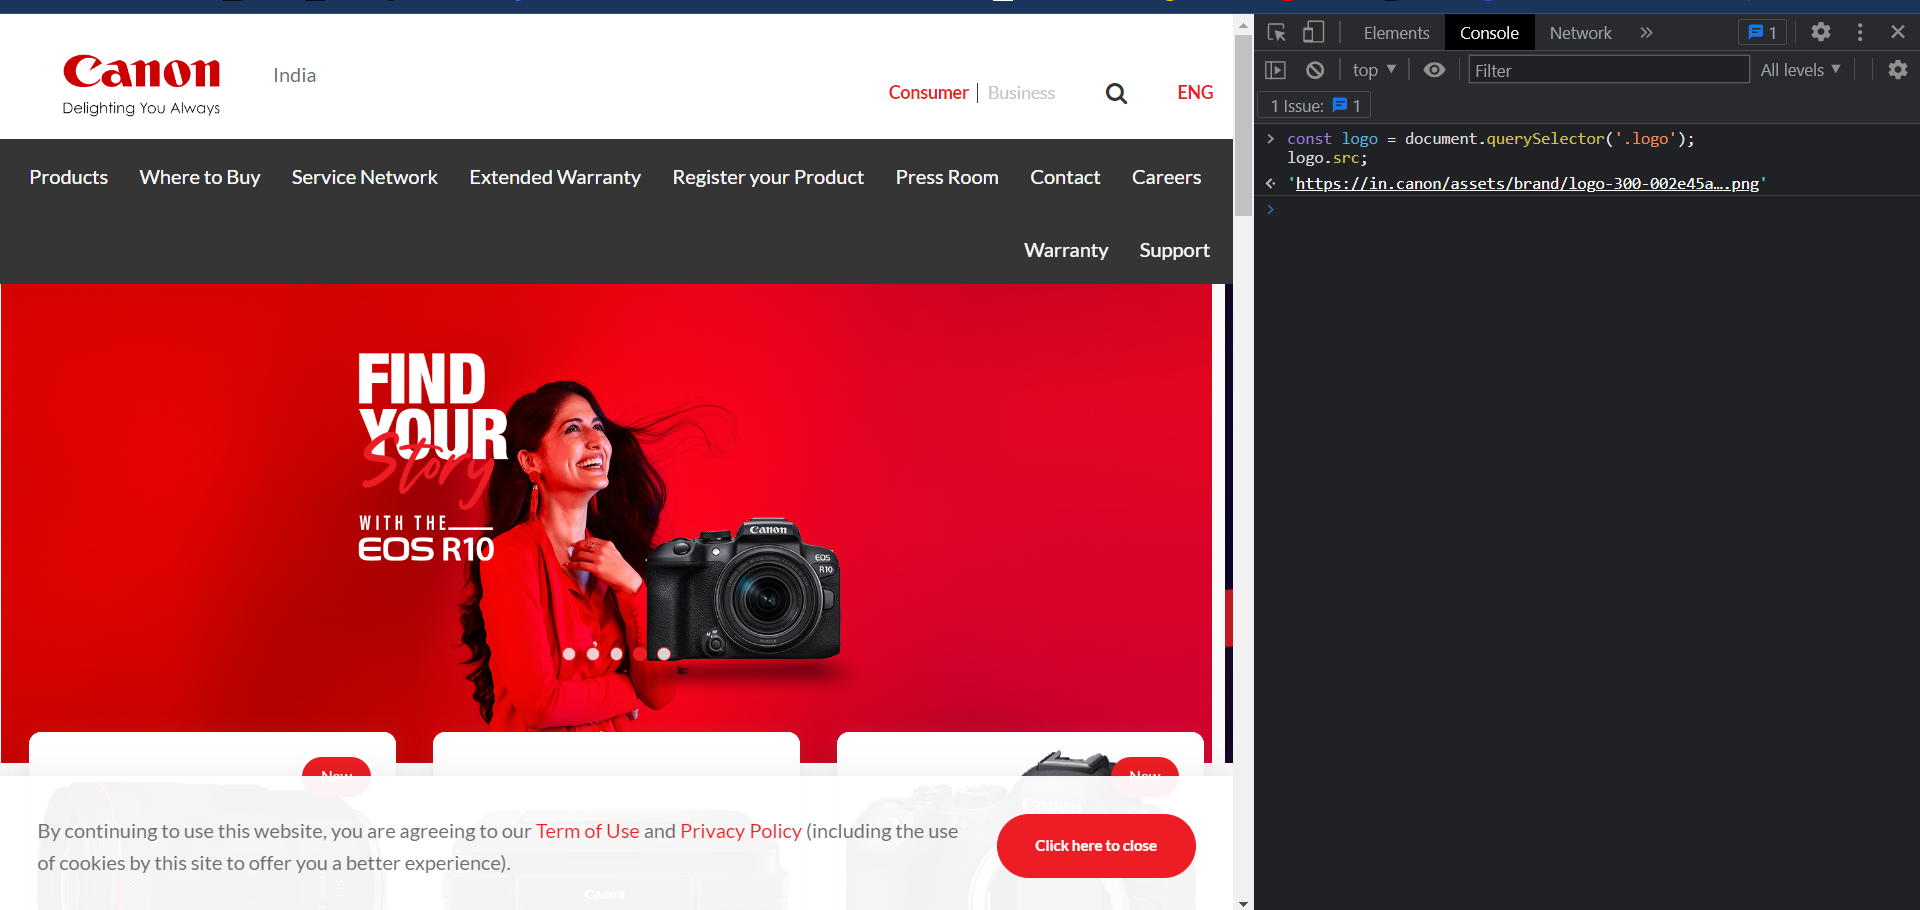 Canon
Delighting You Always
India
Consumer | Business
ENG
Products Where to Buy Service Network Extended Warranty Register your Product Press Room Contact Careers
Warranty Support
FIND
YOUR
Story
WITH THE
EOS R10
Canon
EOS
R10
New
New
Canon
Canon
By continuing to use this website, you are agreeing to our Term of Use and Privacy Policy (including the use
of cookies by this site to offer you a better experience).
Click here to close
Elements Console Network » 1
top ▼ Filter All levels ▼
1 Issue: 1
> const logo = document.querySelector('.logo');
logo.src;
'https://in.canon/assets/brand/logo-300-002e45a….png'
>